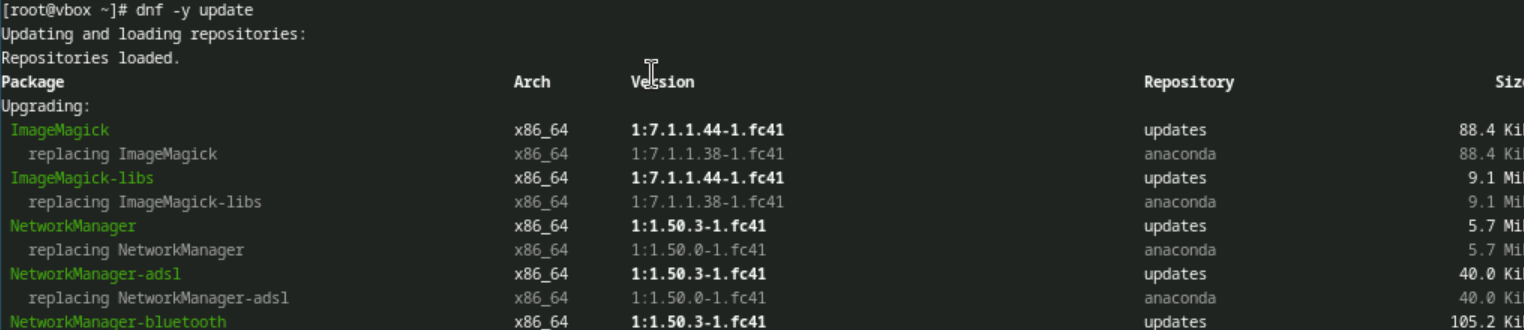 [root@vbox ~]# dnf -y update
Updating and loading repositories:
Repositories loaded.
Package Arch Version Repository Siz
Upgrading:
ImageMagick x86_64 1:7.1.1.44-1.fc41 updates 88.4 Ki
replacing ImageMagick x86_64 1:7.1.1.38-1.fc41 anaconda 88.4 Ki
ImageMagick-libs x86_64 1:7.1.1.44-1.fc41 updates 9.1 Mi
replacing ImageMagick-libs x86_64 1:7.1.1.38-1.fc41 anaconda 9.1 Mi
NetworkManager x86_64 1:1.50.3-1.fc41 updates 5.7 Mi
replacing NetworkManager x86_64 1:1.50.0-1.fc41 anaconda 5.7 Mi
NetworkManager-adsl x86_64 1:1.50.3-1.fc41 updates 40.0 Ki
replacing NetworkManager-adsl x86_64 1:1.50.0-1.fc41 anaconda 40.0 Ki
NetworkManager-bluetooth x86_64 1:1.50.3-1.fc41 updates 105.2 Ki